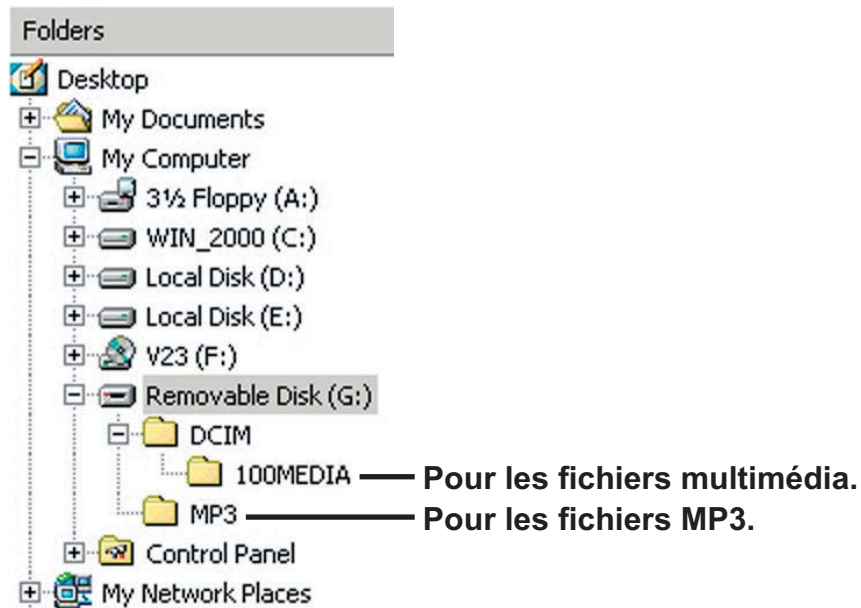 Folders
Desktop
My Documents
My Computer
3½ Floppy (A:)
WIN_2000 (C:)
Local Disk (D:)
Local Disk (E:)
V23 (F:)
Removable Disk (G:)
DCIM
100MEDIA Pour les fichiers multimédia.
MP3 Pour les fichiers MP3.
Control Panel
My Network Places